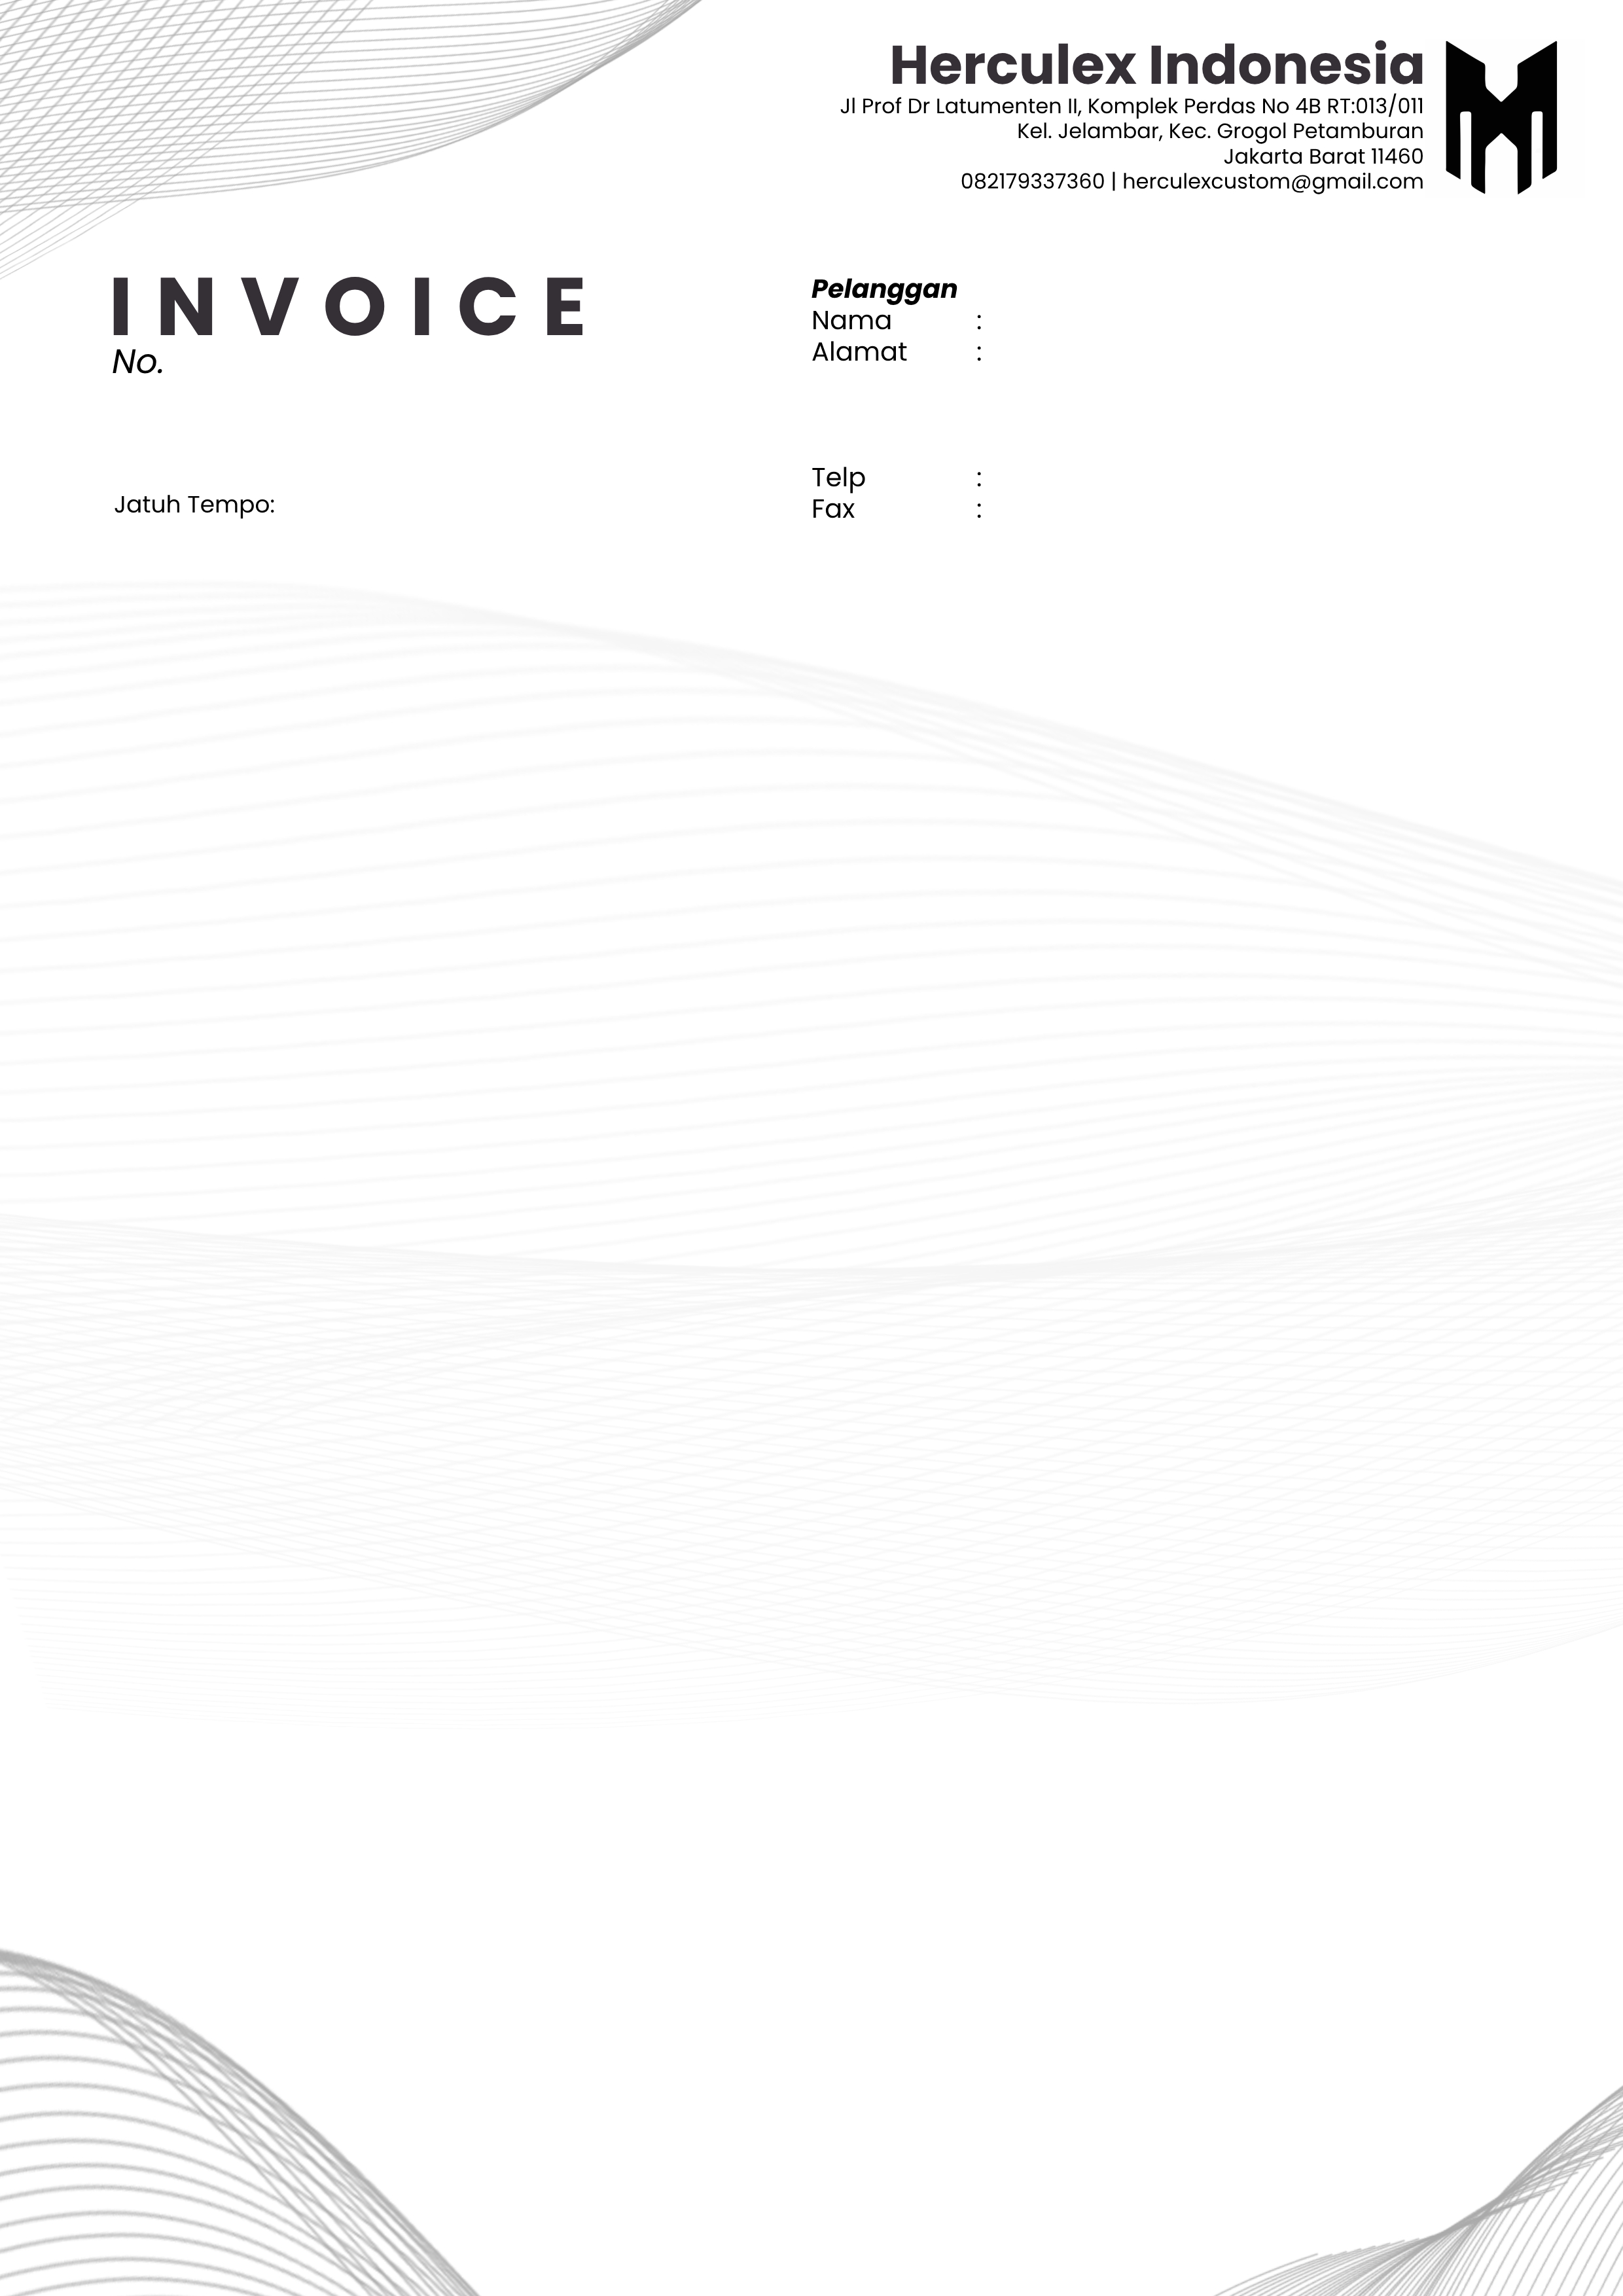 Herculex Indonesia
Jl Prof Dr Latumenten II, Komplek Perdas No 4B RT:013/011
Kel. Jelambar, Kec. Grogol Petamburan
Jakarta Barat 11460
082179337360 | herculexcustom@gmail.com
INVOICE
No.
Jatuh Tempo:
Pelanggan
Nama :
Alamat :
Telp :
Fax :